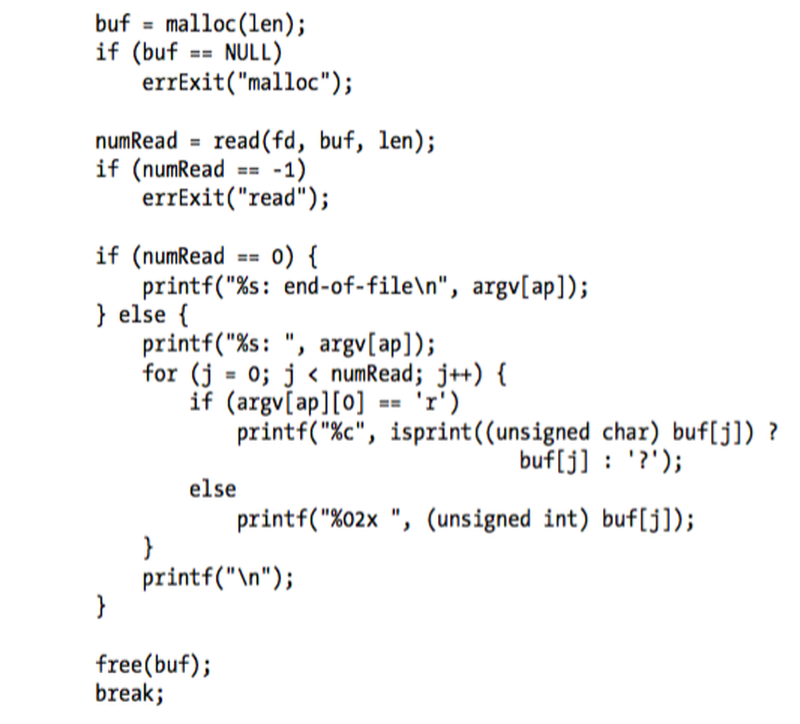 buf = malloc(len);
if (buf == NULL)
    errExit("malloc");

numRead = read(fd, buf, len);
if (numRead == -1)
    errExit("read");

if (numRead == 0) {
    printf("%s: end-of-file\n", argv[ap]);
} else {
    printf("%s: ", argv[ap]);
    for (j = 0; j < numRead; j++) {
        if (argv[ap][0] == 'r')
            printf("%c", isprint((unsigned char) buf[j]) ?
                                    buf[j] : '?');
        else
            printf("%02x ", (unsigned int) buf[j]);
    }
    printf("\n");
}

free(buf);
break;